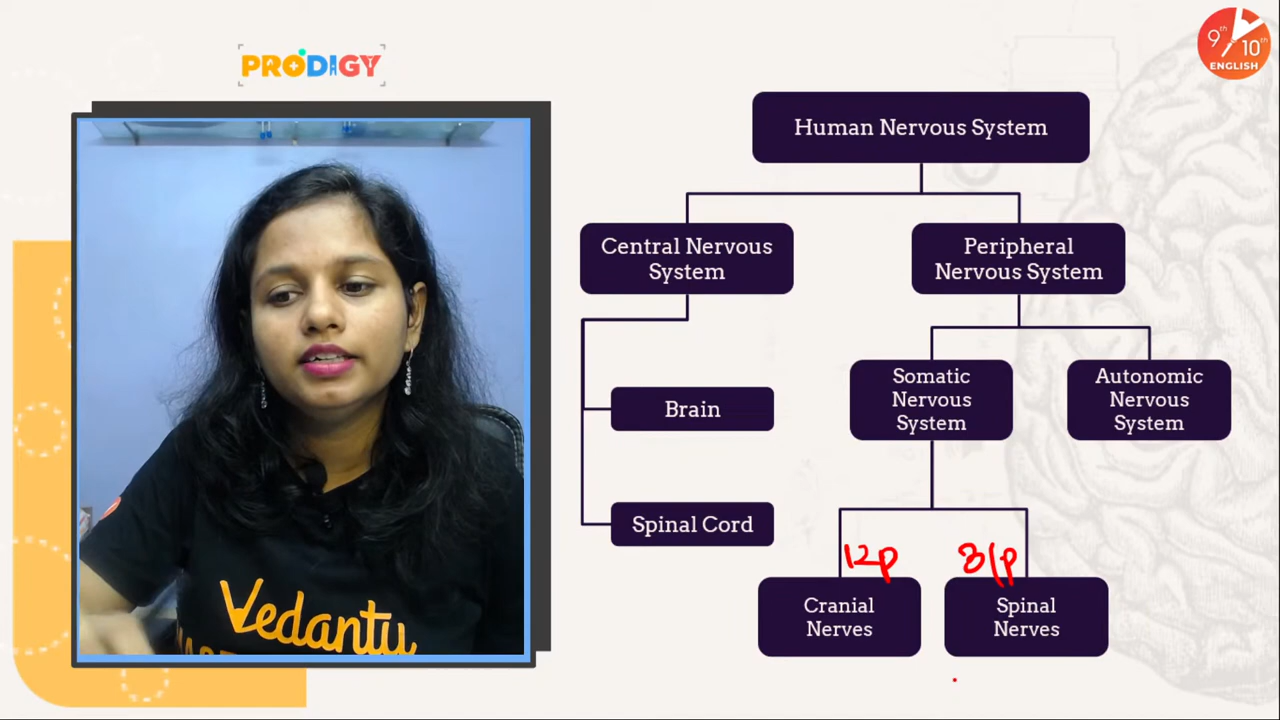 PRODIGY
9th
10th
ENGLISH
Human Nervous System
Central Nervous
System
Peripheral
Nervous System
Somatic
Nervous
System
Autonomic
Nervous
System
Brain
Spinal Cord
12p
31p
Cranial
Nerves
Spinal
Nerves
Vedantu